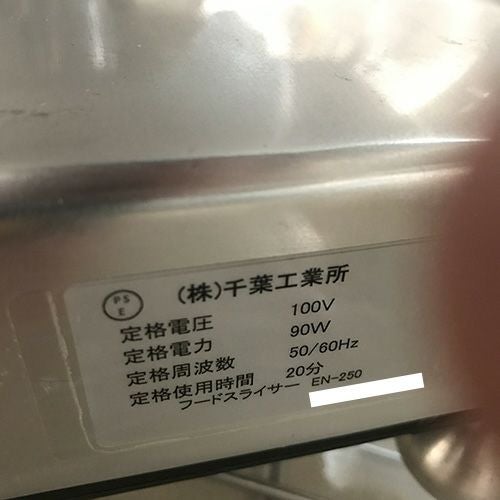 PS
E
(株)千葉工業所
定格電圧 100V
定格電力 90W
定格周波数 50/60Hz
定格使用時間 20分
フードスライサー EN-250